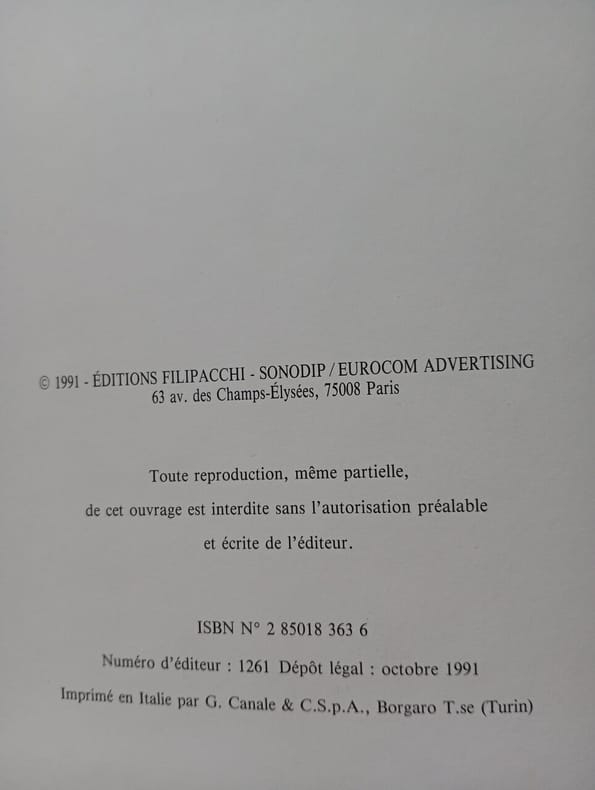 © 1991 - ÉDITIONS FILIPACCHI - SONODIP / EUROCOM ADVERTISING
63 av. des Champs-Élysées, 75008 Paris
Toute reproduction, même partielle,
de cet ouvrage est interdite sans l'autorisation préalable
et écrite de l'éditeur.
ISBN N° 2 85018 363 6
Numéro d'éditeur : 1261 Dépôt légal : octobre 1991
Imprimé en Italie par G. Canale & C.S.p.A., Borgaro T.se (Turin)